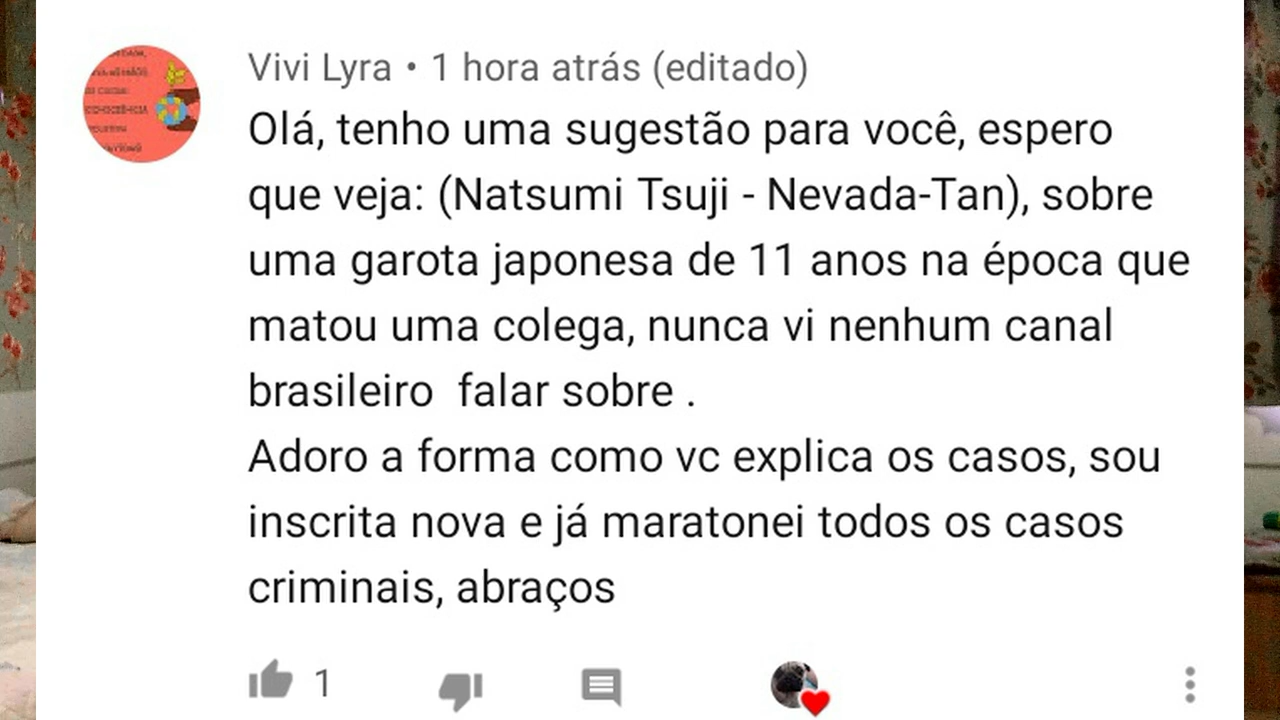 Vivi Lyra • 1 hora atrás (editado)
Olá, tenho uma sugestão para você, espero
que veja: (Natsumi Tsuji - Nevada-Tan), sobre
uma garota japonesa de 11 anos na época que
matou uma colega, nunca vi nenhum canal
brasileiro  falar sobre .
Adoro a forma como vc explica os casos, sou
inscrita nova e já maratonei todos os casos
criminais, abraços
1